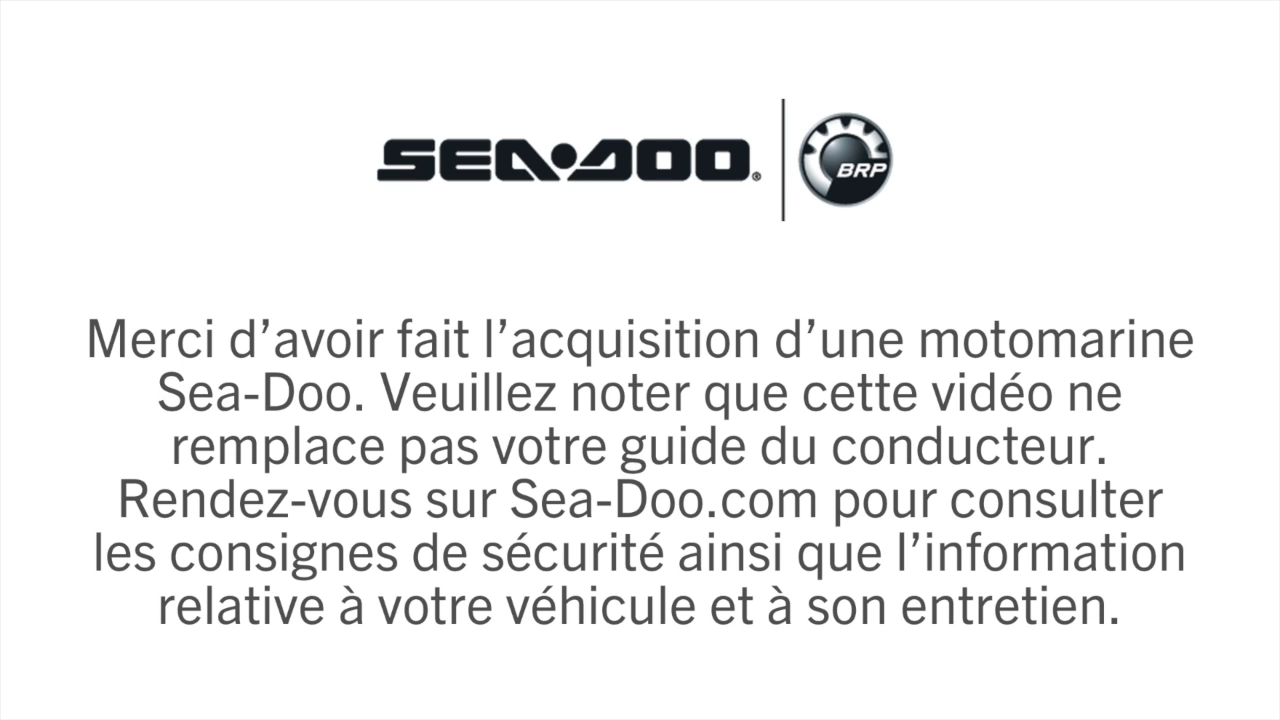 SEA-DOO® BRP
Merci d’avoir fait l’acquisition d’une motomarine
Sea-Doo. Veuillez noter que cette vidéo ne
remplace pas votre guide du conducteur.
Rendez-vous sur Sea-Doo.com pour consulter
les consignes de sécurité ainsi que l’information
relative à votre véhicule et à son entretien.